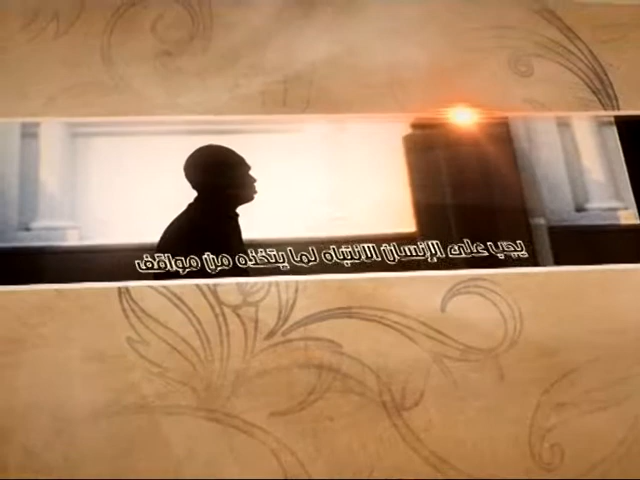 يجب على الإنسان الانتباه لما يتخذه من مواقف